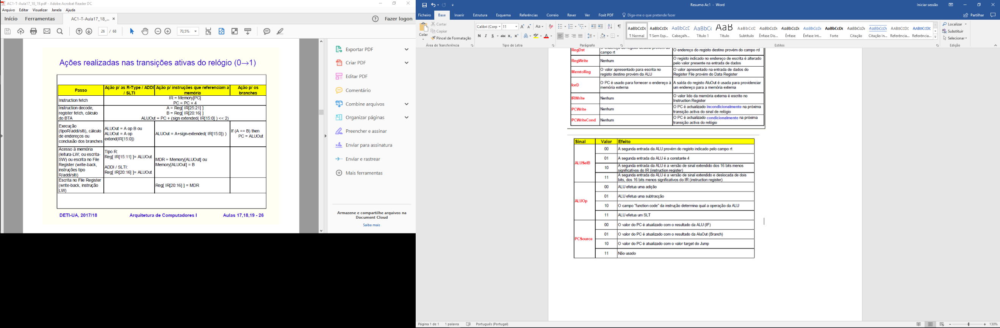 AC1-T-Aula17_18_19.pdf - Adobe Acrobat Reader DC
Arquivo Editar Visualizar Janela Ajuda
Início Ferramentas AC1-T-Aula17_18_... × Fazer logon
26 / 68 70,5%
Ações realizadas nas transições ativas do relógio (0→1)
Passo
Ação p/ as R-Type / ADDI
/ SLTI
Ação p/ instruções que referenciam a
memória
Ação p/ os
branches
Instruction fetch
IR = Memory[PC]
PC = PC + 4
Instruction decode,
register fetch, cálculo
do BTA
A = Reg[ IR[25:21] ]
B = Reg[ IR[20:16] ]
ALUOut = PC + (sign extended( IR[15:0] ) << 2)
Execução
(tipoR/addi/slti), cálculo
de endereços ou
conclusão dos branches
ALUOut = A op B ou
ALUOut = A op
extend(IR[15:0])
ALUOut = A+sign-extended( IR[15:0]) )
If (A == B) then
PC = ALUOut
Acesso à memória
(leitura-LW; ou escrita-
SW) ou escrita no File
Register (write-back,
instruções tipo
R/addi/slti)
Tipo R:
Reg[ IR[15:11] ]= ALUOut
ADDI / SLTI:
Reg[ IR[20:16] ]= ALUOut
MDR = Memory[ALUOut] ou
Memory[ALUOut] = B
Escrita no File Register
(write-back, instrução
LW)
Reg[ IR[20:16] ] = MDR
DETI-UA, 2017/18 Arquitetura de Computadores I Aulas 17,18,19 - 26
Exportar PDF
Criar PDF
Editar PDF
Comentário
Combine arquivos
Organizar páginas
Preencher e assinar
Enviar para assinatura
Enviar e rastrear
Mais ferramentas
Armazene e compartilhe arquivos na
Document Cloud
Saiba mais
Resumo Ac1 - Word
Iniciar sessão
Ficheiro Base Inserir Estrutura Esquema Referências Correio Rever Ver Foxit PDF Diga-me o que pretende fazer Partilhar
Colar
Cortar
Copiar
Pincel de Formatação
Área de Transferência
Calibri (Corp 11
N I S abc x₂ x²
Tipo de Letra
Parágrafo
AaBbCcDc AaBbCcDc AaBbCcC AaBbCc AaB AaBbCcC AaBbCcDc AaBbCcDc AaBbCcDc AaBbCcDc AaBbCcDc AaBbCcDc AaBbCcDc AaBbCcDc
¶ Normal ¶ Sem Esp... Cabeçalh... Título 1 Título Subtítulo Ênfase Dis... Ênfase Ênfase Int... Forte Citação Citação In... Referência... Referência...
Estilos
Localizar
Substituir
Selecionar
Edição
RegDst
campo rt
O endereço do registo destino provém do campo rd
RegWrite
Nenhum
O registo indicado no endereço de escrita é alterado
pelo valor presente na entrada de dados
MemtoReg
O valor apresentado para escrita no
registo destino provém da ALU
O valor apresentado na entrada de dados do
Register File provém do Data Register
IorD
O PC é usado para fornecer o endereço à
memória externa
A saída do registo AluOut é usada para providenciar
um endereço para a memória externa
IRWrite
Nenhum
O valor lido da memória externa é escrito no
Instruction Register
PCWrite
Nenhum
O PC é actualizado incondicionalmente na próxima
transição activa do sinal de relógio
PCWriteCond
Nenhum
O PC é actualizado condicionalmente na próxima
transição activa do relógio
Sinal Valor Efeito
ALUSelB
00 A segunda entrada da ALU provém do registo indicado pelo campo rt
01 A segunda entrada da ALU é a constante 4
10 A segunda entrada da ALU é a versão de sinal extendido dos 16 bits menos
significativos do IR (instruction register)
11 A segunda entrada da ALU é a versão de sinal extendido e deslocada de dois
bits, dos 16 bits menos significativos do IR (instruction register)
ALUOp
00 ALU efetua uma adição
01 ALU efetua uma subtracção
10 O campo "function code" da instrução determina qual a operação da ALU
11 ALU efetua um SLT
PCSource
00 O valor do PC é atualizado com o resultado da ALU (IF)
01 O valor do PC é atualizado com o resultado da AluOut (Branch)
10 O valor do PC é atualizado com o valor target do Jump
11 Não usado
Página 1 de 1 1 palavra Português (Portugal) 130%